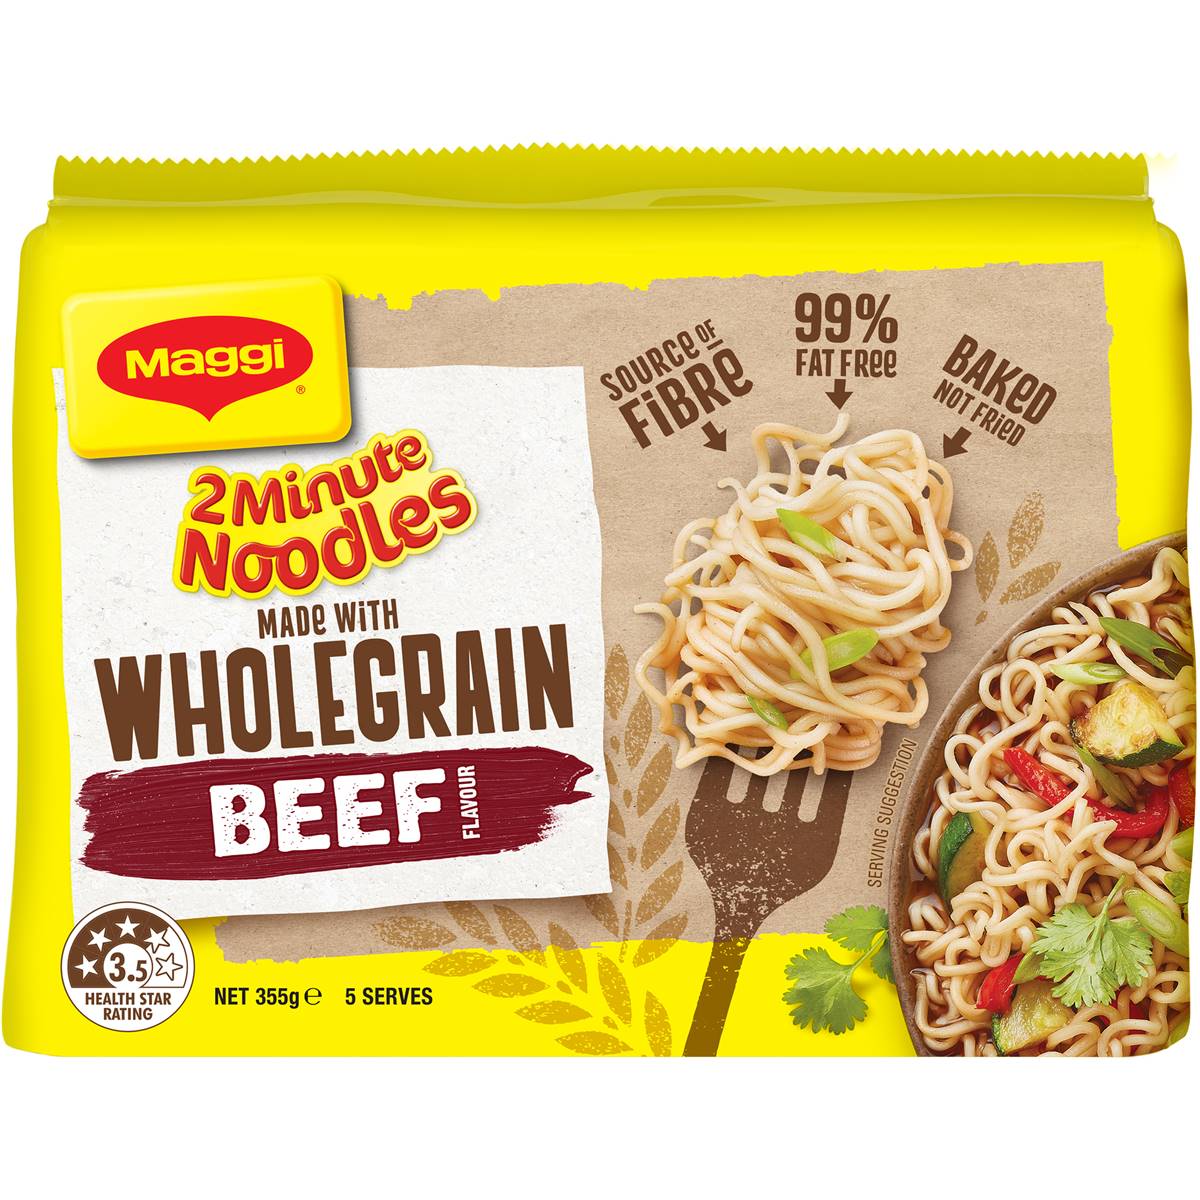 Maggi
®
2 Minute
Noodles
MADE WITH
WHOLEGRAIN
BEEF
FLAVOUR
SOURCE OF
FIBRE
99%
FAT FREE
BAKED
NOT FRIED
SERVING SUGGESTION
3.5
HEALTH STAR
RATING
NET 355g℮ 5 SERVES